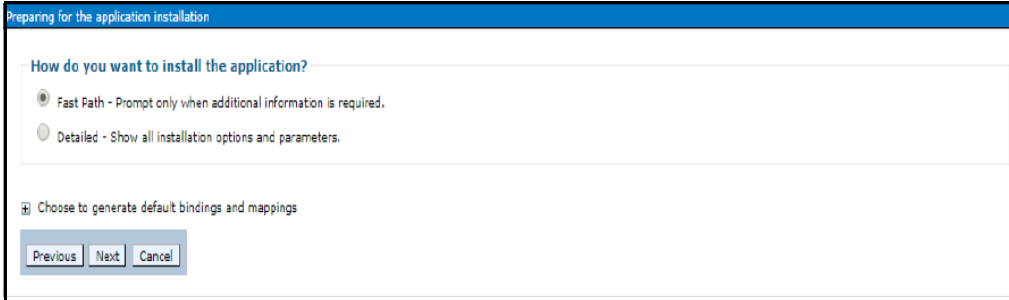 Preparing for the application installation
How do you want to install the application?
Fast Path - Prompt only when additional information is required.
Detailed - Show all installation options and parameters.
Choose to generate default bindings and mappings
Previous Next Cancel